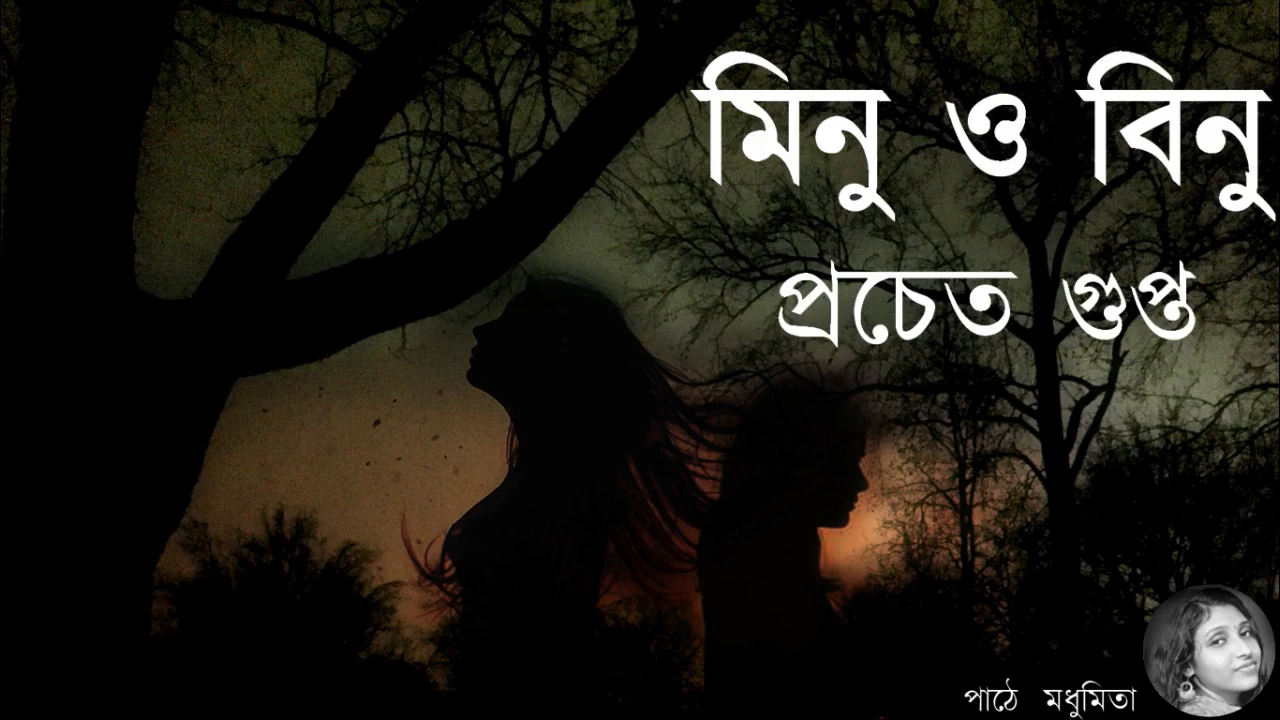 মিনু ও বিনু
প্রচেত গুপ্ত
পাঠে মধুমিতা